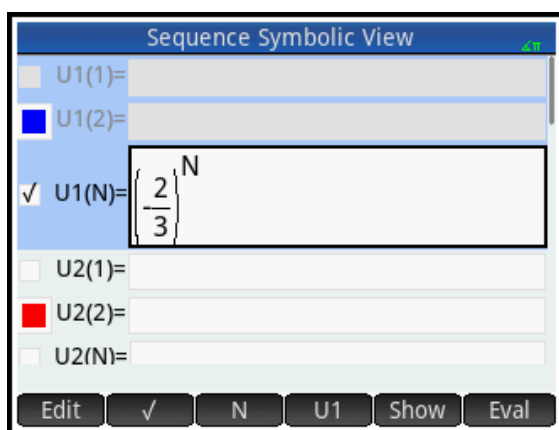 Sequence Symbolic View
∡π
U1(1)=
U1(2)=
√ U1(N)= (-2/3)^N
U2(1)=
U2(2)=
U2(N)=
Edit √ N U1 Show Eval